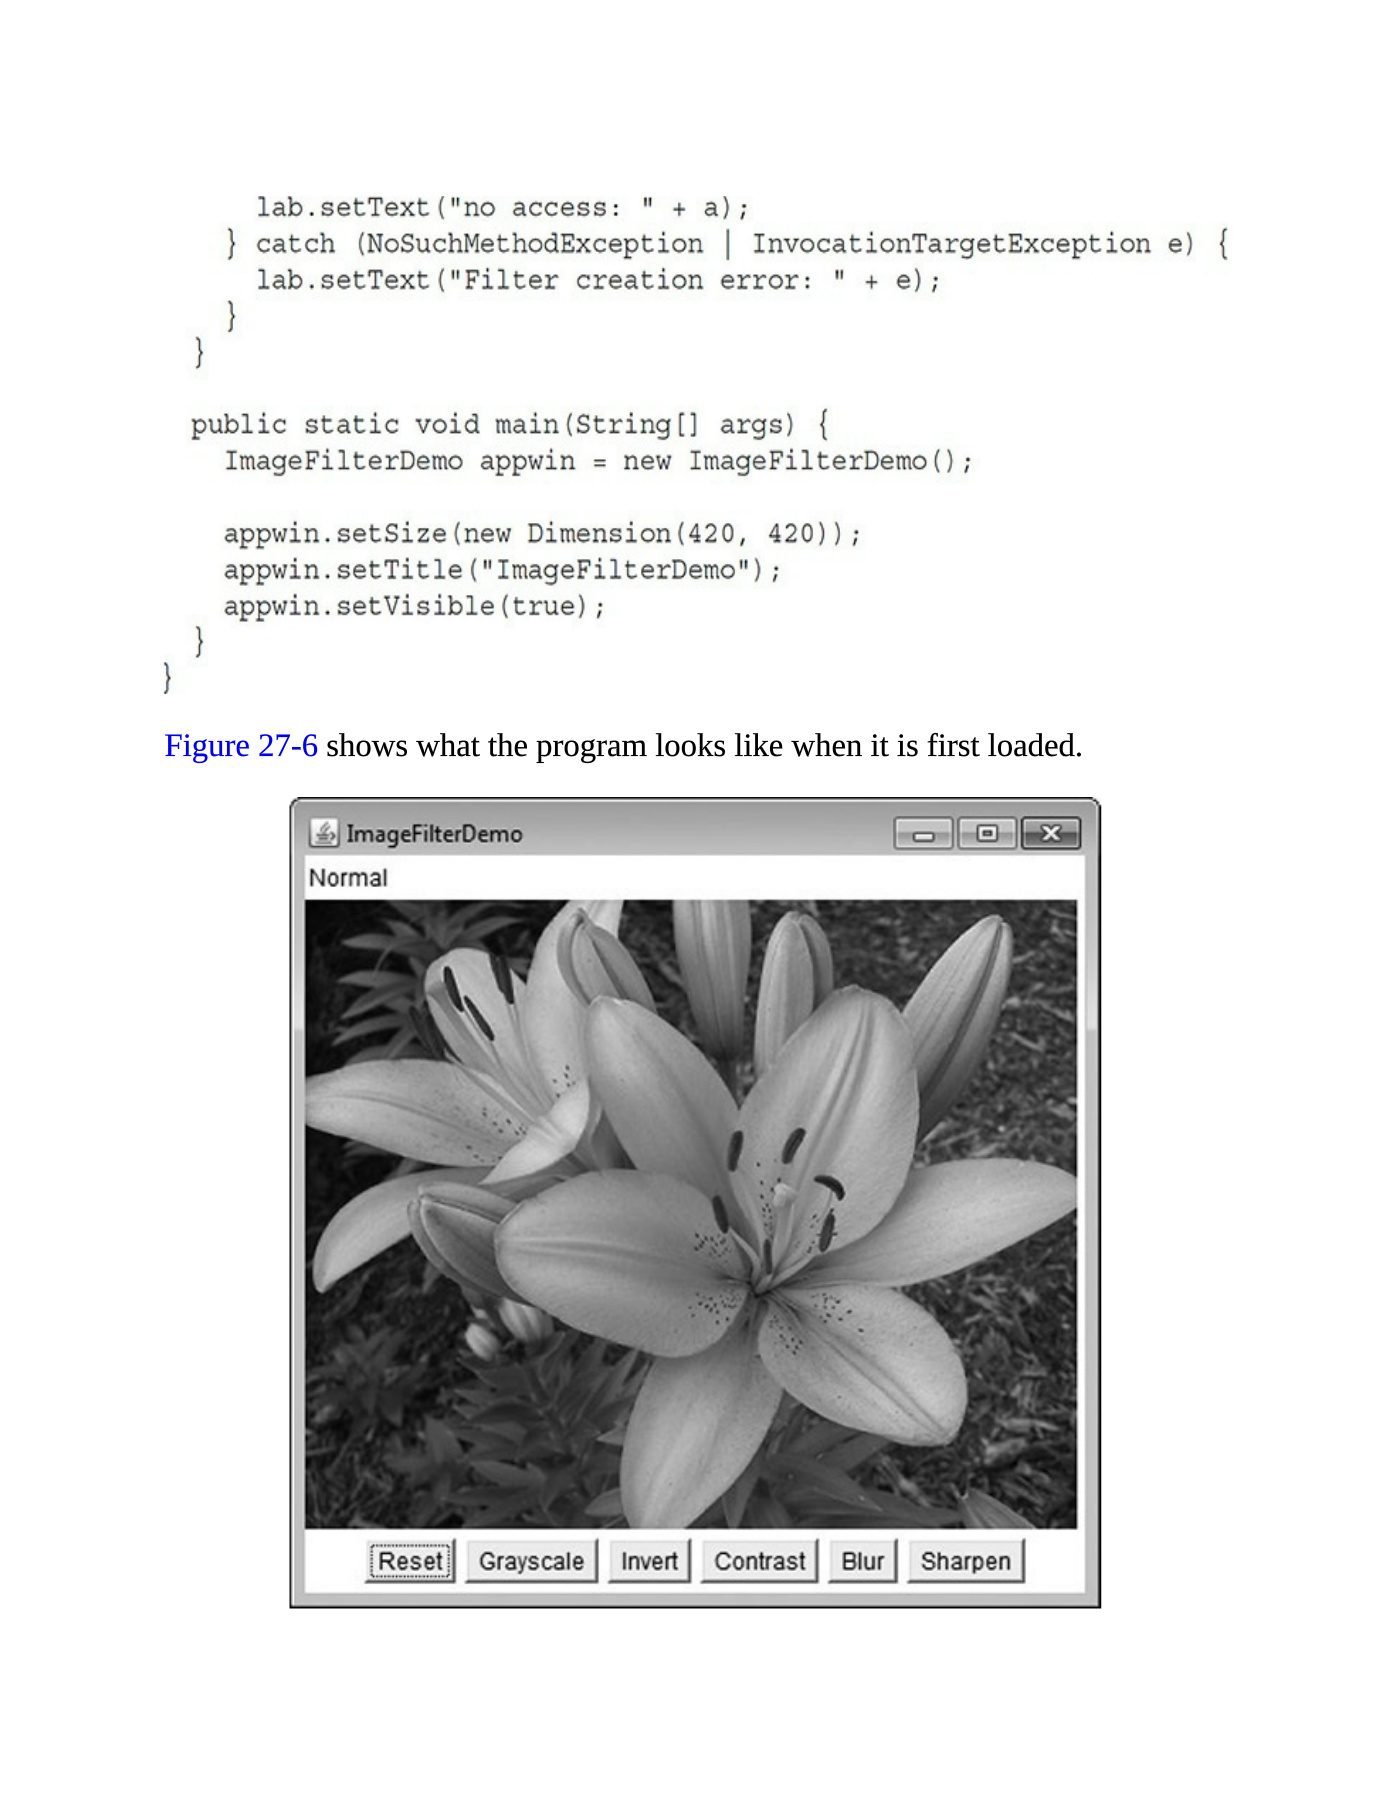 lab.setText("no access: " + a);
    } catch (NoSuchMethodException | InvocationTargetException e) {
      lab.setText("Filter creation error: " + e);
    }
  }
  public static void main(String[] args) {
    ImageFilterDemo appwin = new ImageFilterDemo();
    appwin.setSize(new Dimension(420, 420));
    appwin.setTitle("ImageFilterDemo");
    appwin.setVisible(true);
  }
}
Figure 27-6 shows what the program looks like when it is first loaded.
ImageFilterDemo
Normal
Reset Grayscale Invert Contrast Blur Sharpen